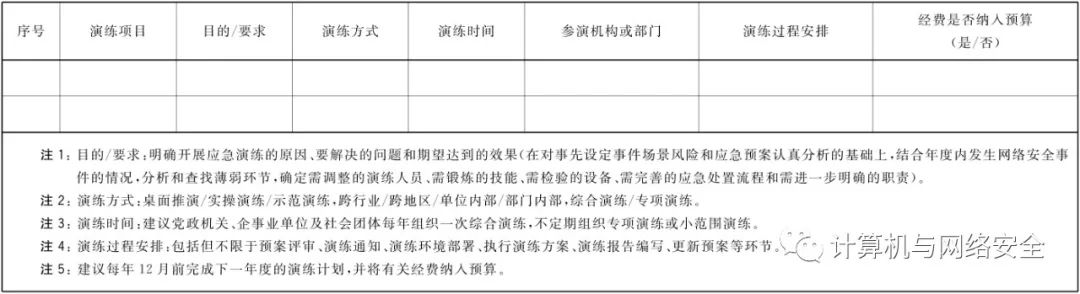 序号 演练项目 目的/要求 演练方式 演练时间 参演机构或部门 演练过程安排 经费是否纳入预算
(是/否)
注1:目的/要求:明确开展应急演练的原因、要解决的问题和期望达到的效果(在对事先设定事件场景风险和应急预案认真分析的基础上,结合年度内发生网络安全事
件的情况,分析和查找薄弱环节,确定需调整的演练人员、需锻炼的技能、需检验的设备、需完善的应急处置流程和需进一步明确的职责)。
注2:演练方式:桌面推演/实操演练/示范演练,跨行业/跨地区/单位内部/部门内部,综合演练/专项演练。
注3:演练时间:建议党政机关、企事业单位及社会团体每年组织一次综合演练,不定期组织专项演练或小范围演练。
注4:演练过程安排:包括但不限于预案评审、演练通知、演练环境部署、执行演练方案、演练报告编写、更新预案等环节。
注5:建议每年12月前完成下一年度的演练计划,并将有关经费纳入预算。
计算机与网络安全